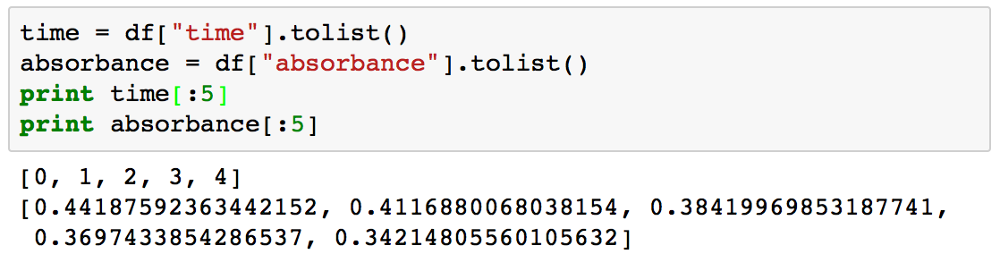 time = df["time"].tolist()
absorbance = df["absorbance"].tolist()
print time[:5]
print absorbance[:5]
[0, 1, 2, 3, 4]
[0.44187592363442152, 0.4116880068038154, 0.38419969853187741,
0.3697433854286537, 0.34214805560105632]